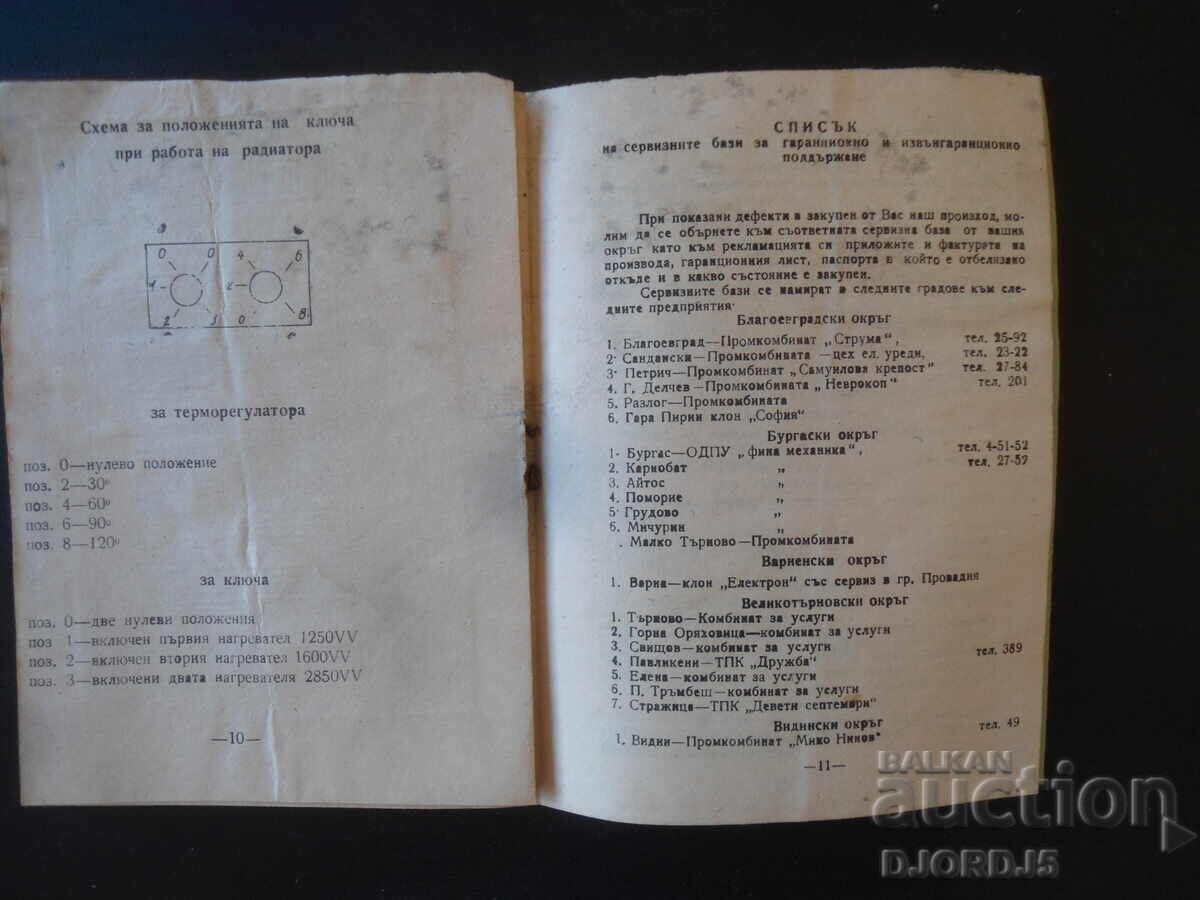 Схема за положенията на ключа
при работа на радиатора
0 0 4 6
1 2
2 3 0 8
за терморегулатора
поз. 0—нулево положение
поз. 2—30°
поз. 4—60°
поз. 6—90°
поз. 8—120°
за ключа
поз. 0—две нулеви положения
поз 1—включен първия нагревател 1250VV
поз. 2—включен втория нагревател 1600VV
поз. 3—включени двата нагревателя 2850VV
—10—
СПИСЪК
на сервизните бази за гаранционно и извънгаранционно
поддържане
При показани дефекти в закупен от Вас наш произход, мо-
лим да се обърнете към съответната сервизна база от вашия
окръг като към рекламацията си приложите и фактурата на
производа, гаранционния лист, паспорта в който е отбелязано
откъде и в какво състояние е закупен.
Сервизните бази се намират в следните градове към сле-
дните предприятия·
Благоевградски окръг
1. Благоевград—Промкомбинат „Струма", тел. 25-92
2· Сандански—Промкомбината —цех ел. уреди, тел. 23-22
3· Петрич—Промкомбинат „Самуилова крепост" тел. 27-84
4. Г. Делчев—Промкомбината „Неврокоп" тел. 201
5. Разлог—Промкомбината
6. Гара Пирин клон „София"
Бургаски окръг
1· Бургас—ОДПУ „фина механика", тел. 4-51-52
2. Карнобат „ тел. 27-52
3. Айтос „
4. Поморие „
5· Грудово „
6. Мичурин „
. Малко Търново—Промкомбината
Варненски окръг
1. Варна—клон „Електрон" със сервиз в гр. Провадия
Великотърновски окръг
1. Търново—Комбинат за услуги
2. Горна Оряховица—комбинат за услуги
3. Свищов—комбинат за услуги тел. 389
4. Павликени—ТПК „Дружба"
5. Елена—комбинат за услуги
6. П. Тръмбеш—комбинат за услуги
7. Стражица—ТПК „Девети септември"
Видински окръг тел. 49
1. Видин—Промкомбинат „Мико Нинов"
—11—
BALKAN
auction
DJORDJ5